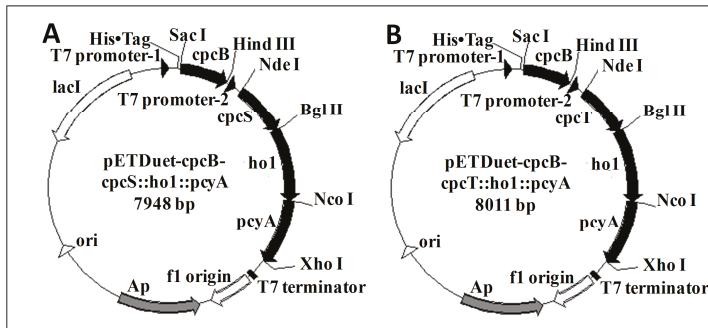 A
His•Tag
Sac I
cpcB
Hind III
T7 promoter-1
Nde I
lacI
T7 promoter-2
cpcS
Bgl II
pETDuet-cpcB-
cpcS::ho1::pcyA
7948 bp
ho1
Nco I
pcyA
ori
Xho I
f1 origin
Ap
T7 terminator
B
His•Tag
Sac I
cpcB
Hind III
T7 promoter-1
Nde I
lacI
T7 promoter-2
cpcT
Bgl II
pETDuet-cpcB-
cpcT::ho1::pcyA
8011 bp
ho1
Nco I
pcyA
ori
Xho I
f1 origin
Ap
T7 terminator